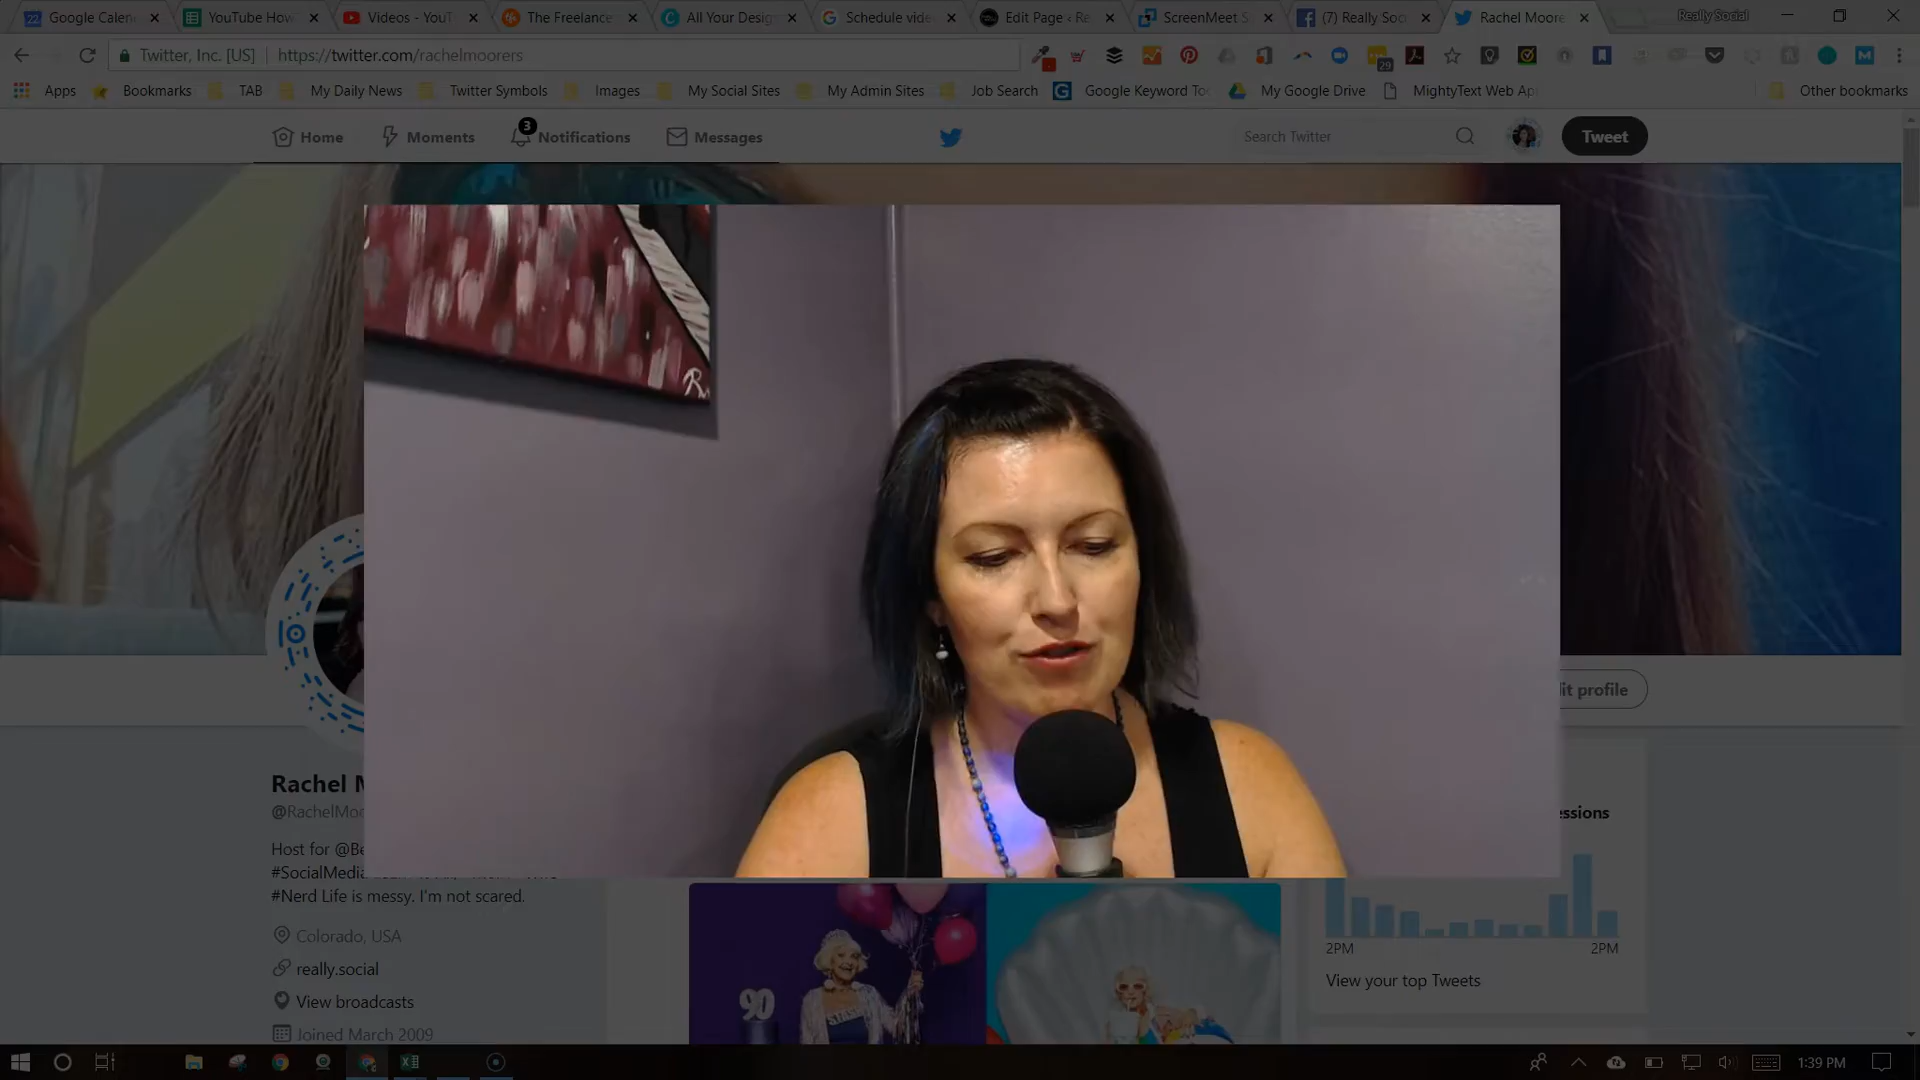 22 Google Calen
YouTube How
Videos - YouT
The Freelance
All Your Desig
Schedule vide
Edit Page ‹ Re
ScreenMeet S
(7) Really Soc
Rachel Moore
Really Social
Twitter, Inc. [US]
https://twitter.com/rachelmoorers
29
Apps
Bookmarks
TAB
My Daily News
Twitter Symbols
Images
My Social Sites
My Admin Sites
Job Search
Google Keyword To
My Google Drive
MightyText Web Ap
Other bookmarks
Home
Moments
3
Notifications
Messages
Search Twitter
Tweet
it profile
Rachel M
@RachelMoo
Host for @Be
#SocialMedia
#Nerd Life is messy. I'm not scared.
Colorado, USA
really.social
View broadcasts
Joined March 2009
90
essions
2PM 2PM
View your top Tweets
1:39 PM